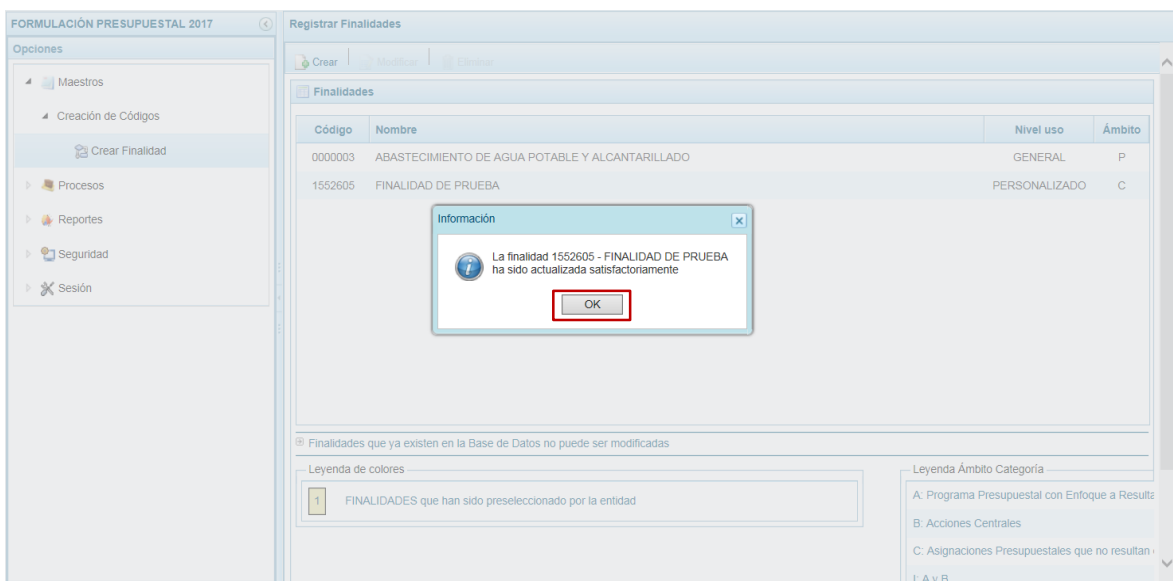 FORMULACIÓN PRESUPUESTAL 2017
Opciones
Maestros
Creación de Códigos
Crear Finalidad
Procesos
Reportes
Seguridad
Sesión
Registrar Finalidades
Crear Modificar Eliminar
Finalidades
Código Nombre Nivel uso Ámbito
0000003 ABASTECIMIENTO DE AGUA POTABLE Y ALCANTARILLADO GENERAL P
1552605 FINALIDAD DE PRUEBA PERSONALIZADO C
Información
La finalidad 1552605 - FINALIDAD DE PRUEBA
ha sido actualizada satisfactoriamente
OK
Finalidades que ya existen en la Base de Datos no puede ser modificadas
Leyenda de colores
1 FINALIDADES que han sido preseleccionado por la entidad
Leyenda Ámbito Categoría
A: Programa Presupuestal con Enfoque a Resulta
B: Acciones Centrales
C: Asignaciones Presupuestales que no resultan
I: A y B